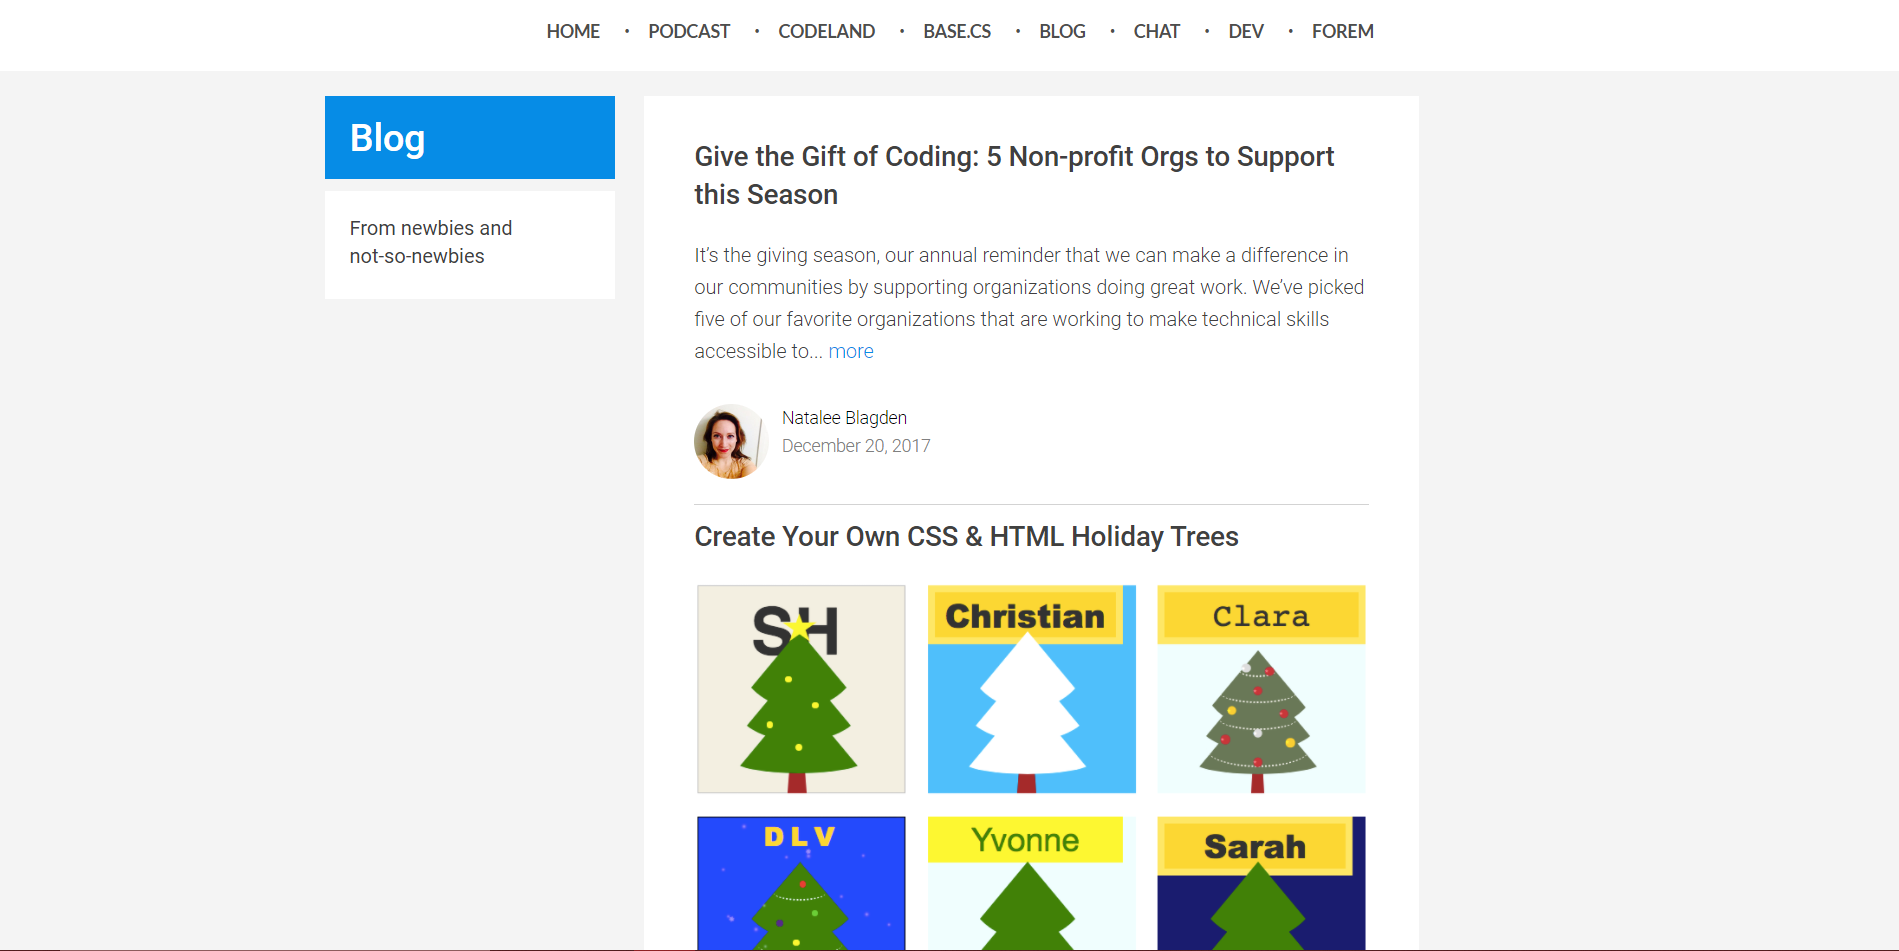 HOME • PODCAST • CODELAND • BASE.CS • BLOG • CHAT • DEV • FOREM
Blog
From newbies and
not-so-newbies
Give the Gift of Coding: 5 Non-profit Orgs to Support
this Season
It's the giving season, our annual reminder that we can make a difference in
our communities by supporting organizations doing great work. We've picked
five of our favorite organizations that are working to make technical skills
accessible to... more
Natalee Blagden
December 20, 2017
Create Your Own CSS & HTML Holiday Trees
SH
Christian
Clara
DLV
Yvonne
Sarah